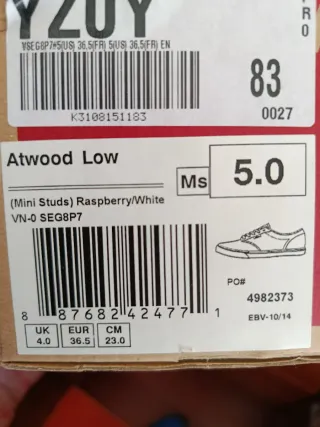 YZUY
PRO
VSEG8P7#5(US) 36,5(FR) 5(US) 36,5(FR) EN
K3108151183
83
0027
Atwood Low
Ms 5.0
(Mini Studs) Raspberry/White
VN-0 SEG8P7
8 87682 42477 1
PO#
4982373
EBV-10/14
UK EUR CM
4.0 36.5 23.0